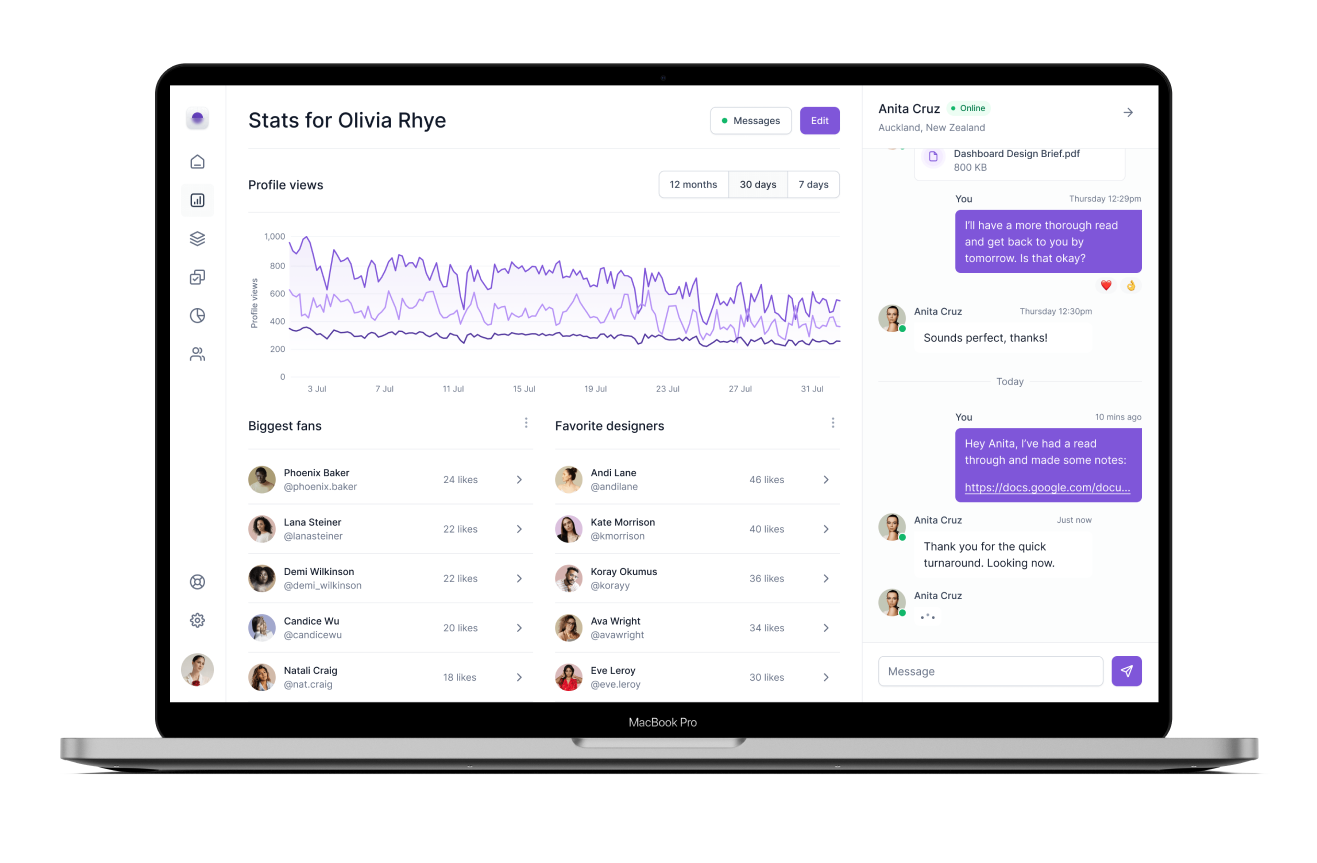 Stats for Olivia Rhye
Messages
Edit
Profile views
12 months
30 days
7 days
1,000
800
600
400
200
0
Profile views
3 Jul
7 Jul
11 Jul
15 Jul
19 Jul
23 Jul
27 Jul
31 Jul
Biggest fans
Phoenix Baker
@phoenix.baker
24 likes
Lana Steiner
@lanasteiner
22 likes
Demi Wilkinson
@demi_wilkinson
22 likes
Candice Wu
@candicewu
20 likes
Natali Craig
@nat.craig
18 likes
Favorite designers
Andi Lane
@andilane
46 likes
Kate Morrison
@kmorrison
40 likes
Koray Okumus
@korayy
36 likes
Ava Wright
@avawright
34 likes
Eve Leroy
@eve.leroy
30 likes
Anita Cruz
Online
Auckland, New Zealand
Dashboard Design Brief.pdf
800 KB
You
Thursday 12:29pm
I'll have a more thorough read
and get back to you by
tomorrow. Is that okay?
Anita Cruz
Thursday 12:30pm
Sounds perfect, thanks!
Today
You
10 mins ago
Hey Anita, I've had a read
through and made some notes:
https://docs.google.com/docu...
Anita Cruz
Just now
Thank you for the quick
turnaround. Looking now.
Anita Cruz
Message
MacBook Pro